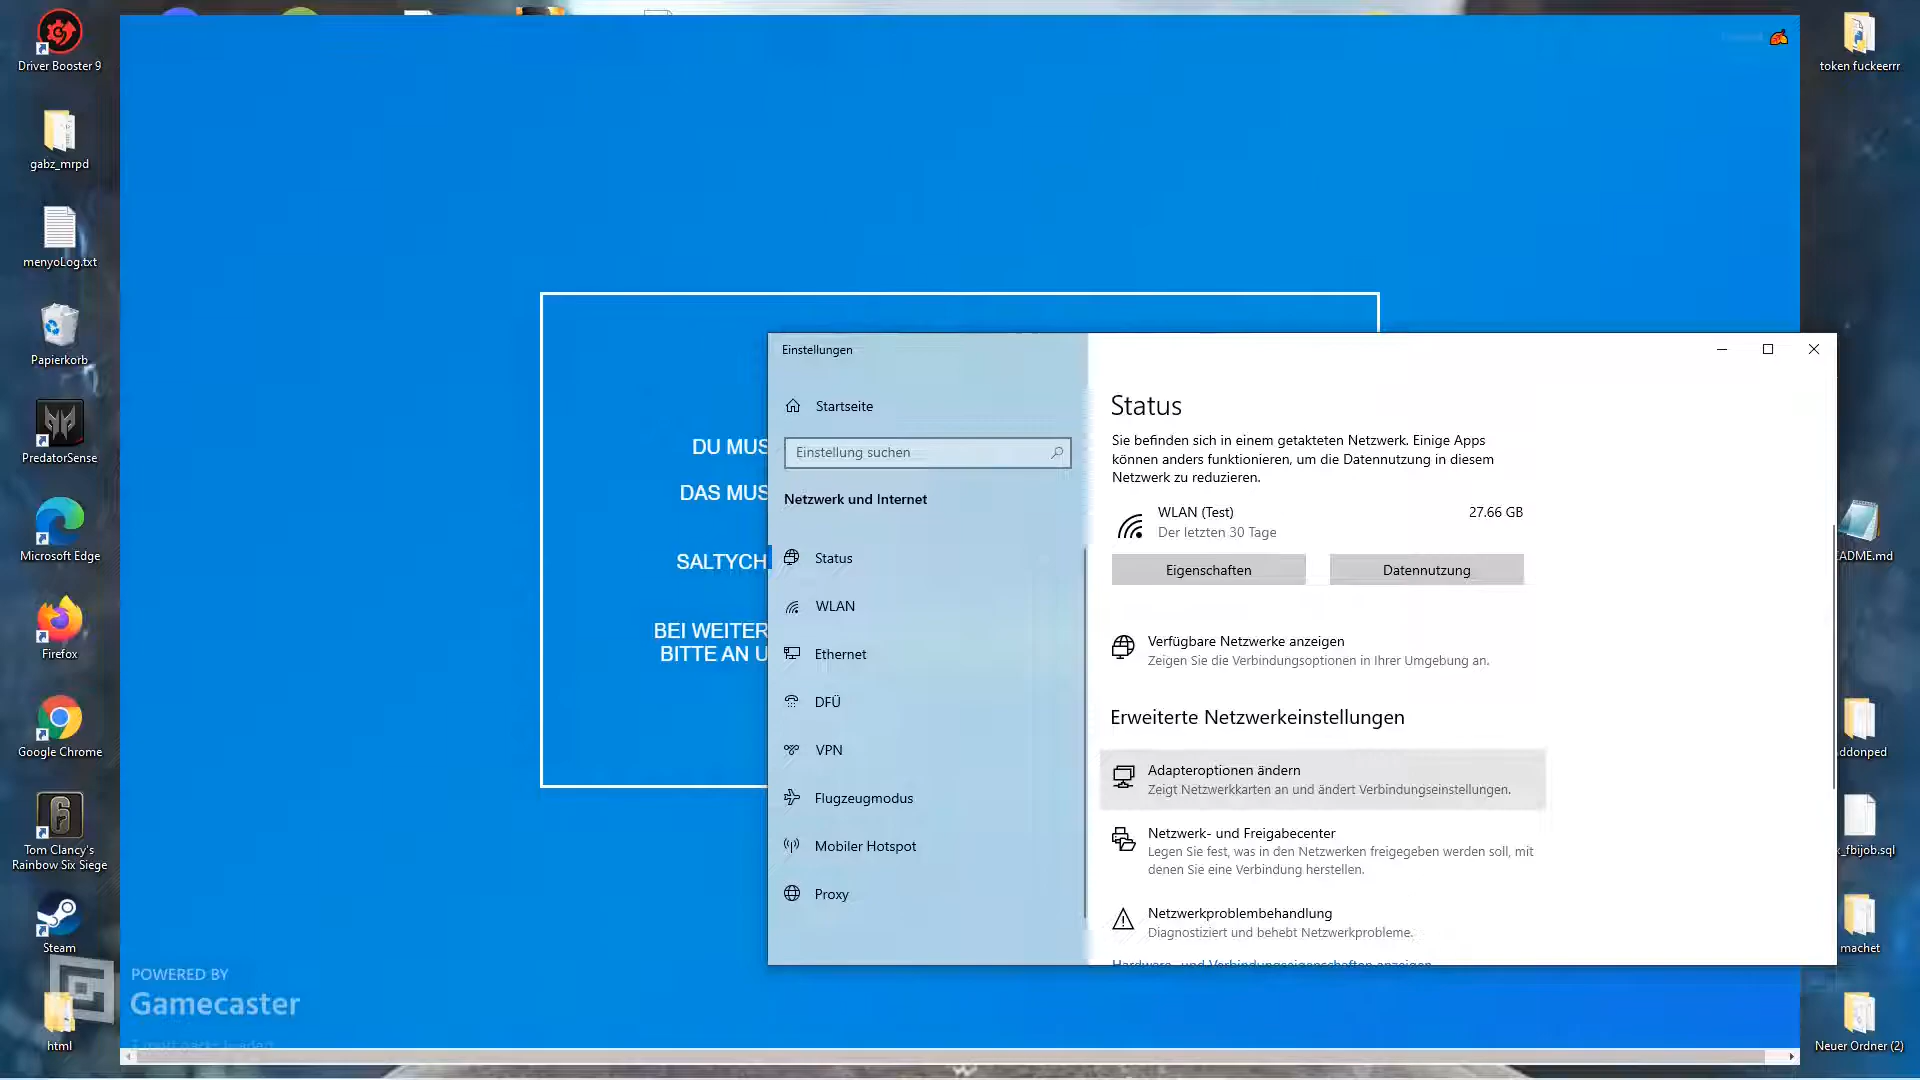 Driver Booster 9
gabz_mrpd
menyoLog.txt
Papierkorb
PredatorSense
Microsoft Edge
Firefox
Google Chrome
Tom Clancy's
Rainbow Six Siege
Steam
html
POWERED BY
Gamecaster
DU MUS
DAS MUS
SALTYCH
BEI WEITER
BITTE AN U
Einstellungen
Startseite
Einstellung suchen
Netzwerk und Internet
Status
WLAN
Ethernet
DFÜ
VPN
Flugzeugmodus
Mobiler Hotspot
Proxy
Status
Sie befinden sich in einem getakteten Netzwerk. Einige Apps
können anders funktionieren, um die Datennutzung in diesem
Netzwerk zu reduzieren.
WLAN (Test)
27.66 GB
Der letzten 30 Tage
Eigenschaften
Datennutzung
Verfügbare Netzwerke anzeigen
Zeigen Sie die Verbindungsoptionen in Ihrer Umgebung an.
Erweiterte Netzwerkeinstellungen
Adapteroptionen ändern
Zeigt Netzwerkkarten an und ändert Verbindungseinstellungen.
Netzwerk- und Freigabecenter
Legen Sie fest, was in den Netzwerken freigegeben werden soll, mit
denen Sie eine Verbindung herstellen.
Netzwerkproblembehandlung
Diagnostiziert und behebt Netzwerkprobleme.
Hardware- und Verbindungseigenschaften anzeigen
token fuckeerrr
ADME.md
ddonped
x_fbijob.sql
machet
Neuer Ordner (2)